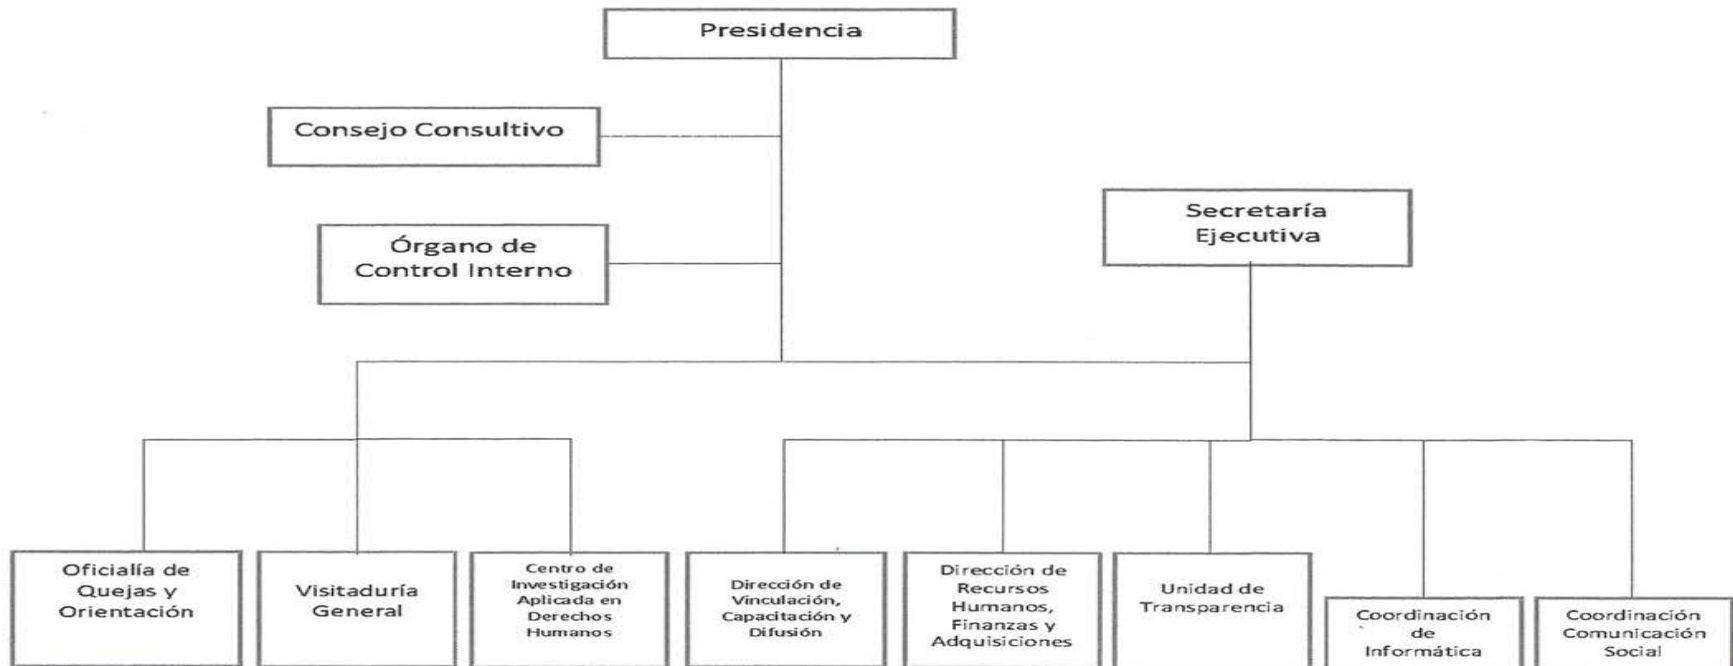 Presidencia
Consejo Consultivo
Secretaría
Ejecutiva
Órgano de
Control Interno
Oficialía de
Quejas y
Orientación
Visitaduría
General
Centro de
Investigación
Aplicada en
Derechos
Humanos
Dirección de
Vinculación,
Capacitación y
Difusión
Dirección de
Recursos
Humanos,
Finanzas y
Adquisiciones
Unidad de
Transparencia
Coordinación
de
Informática
Coordinación
Comunicación
Social